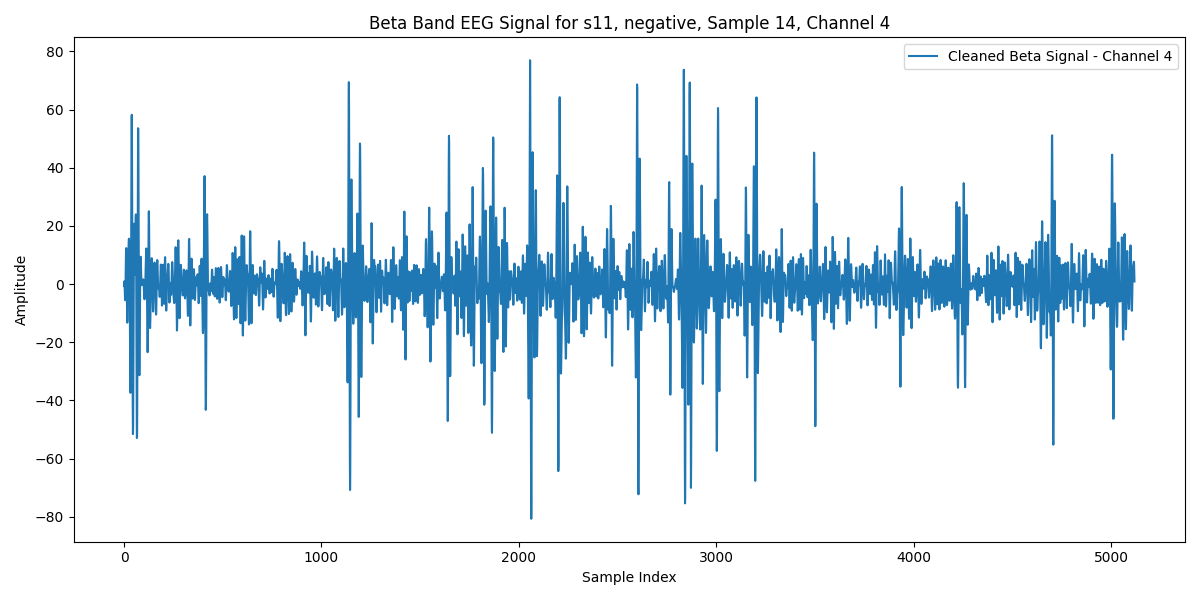 Beta Band EEG Signal for s11, negative, Sample 14, Channel 4
Cleaned Beta Signal - Channel 4
Amplitude
80
60
40
20
0
−20
−40
−60
−80
0 1000 2000 3000 4000 5000
Sample Index